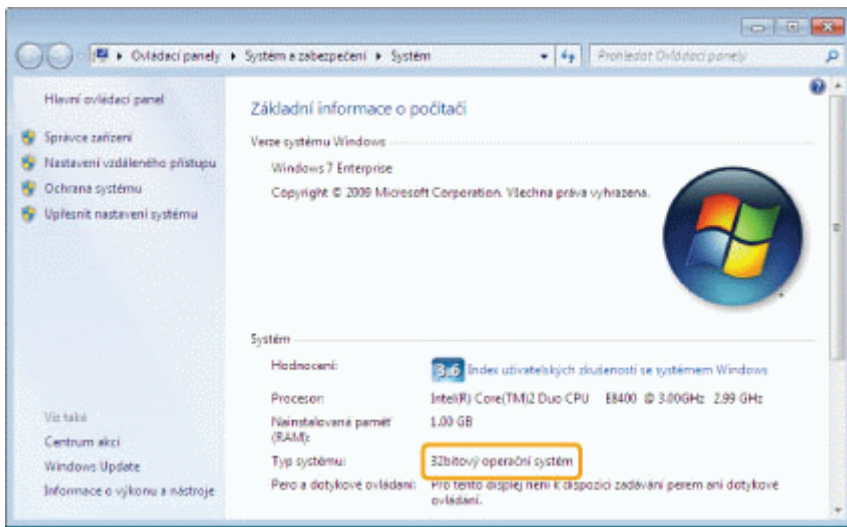 Ovládací panely ▸ Systém a zabezpečení ▸ Systém
Prohledat Ovládací panely
Hlavní ovládací panel
Správce zařízení
Nastavení vzdáleného přístupu
Ochrana systému
Upřesnit nastavení systému
Viz také
Centrum akcí
Windows Update
Informace o výkonu a nástroje
Základní informace o počítači
Verze systému Windows
Windows 7 Enterprise
Copyright © 2009 Microsoft Corporation. Všechna práva vyhrazena.
Systém
Hodnocení: 3,6 Index uživatelských zkušeností se systémem Windows
Procesor: Intel(R) Core(TM)2 Duo CPU E8400 @ 3.00GHz 2.99 GHz
Nainstalovaná paměť 1.00 GB
(RAM):
Typ systému: 32bitový operační systém
Pero a dotykové ovládání: Pro tento displej není k dispozici zadávání perem ani dotykové
ovládání.